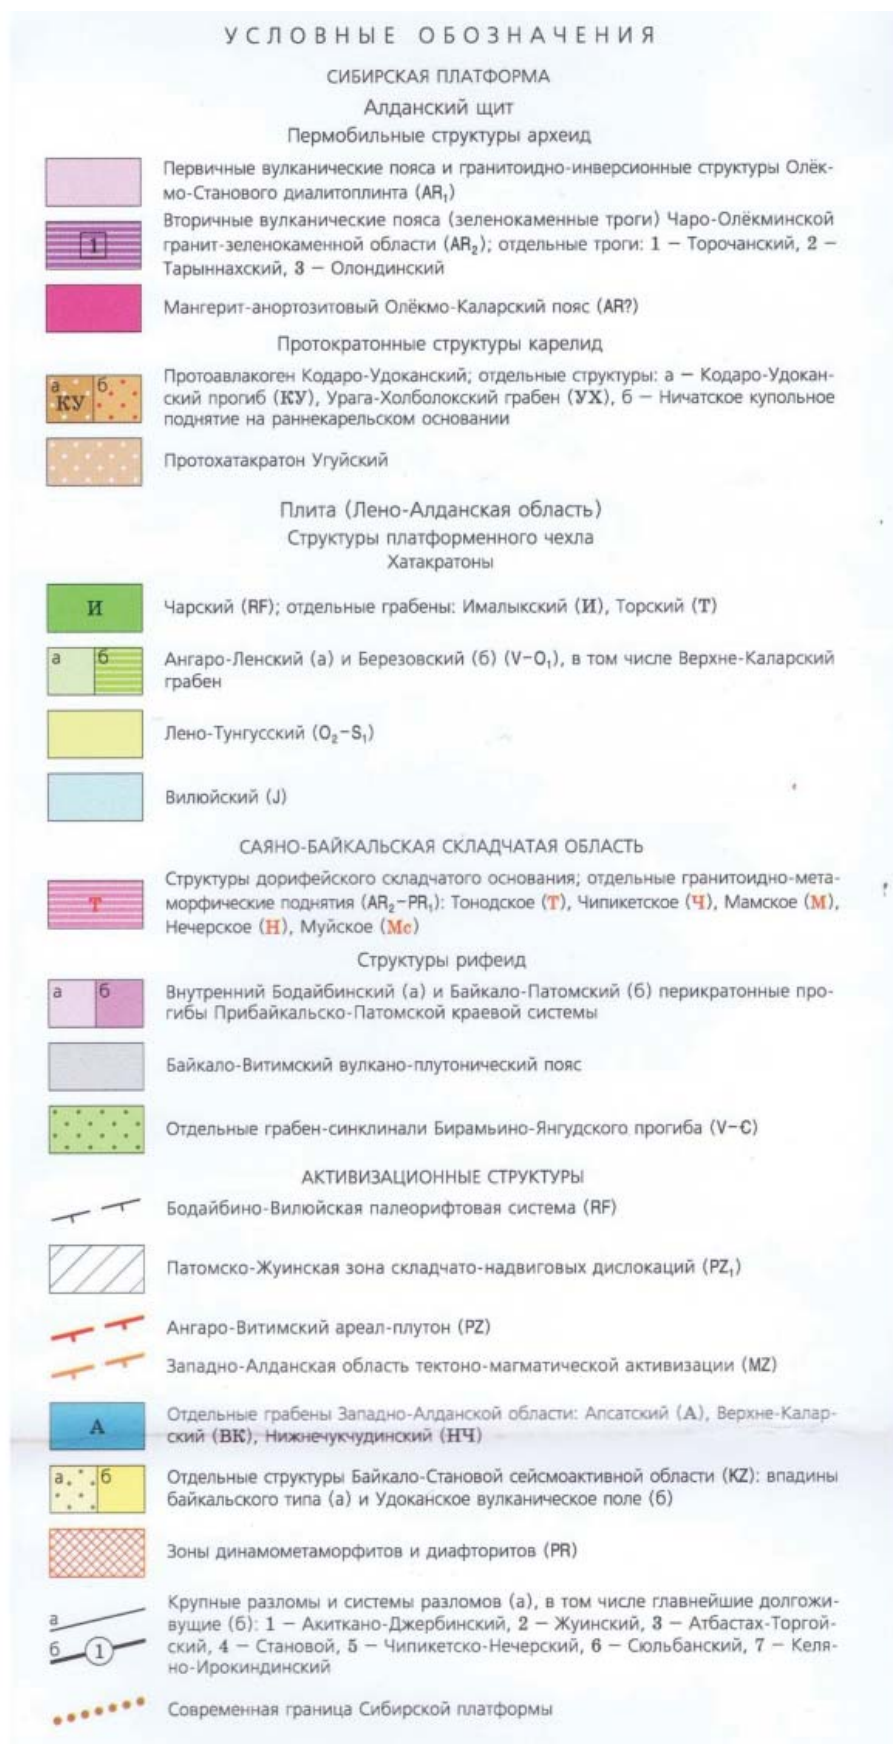 УСЛОВНЫЕ ОБОЗНАЧЕНИЯ
СИБИРСКАЯ ПЛАТФОРМА
Алданский щит
Пермобильные структуры археид
Первичные вулканические пояса и гранитоидно-инверсионные структуры Олёк-
мо-Станового диалитоплинта (AR₁)
1
Вторичные вулканические пояса (зеленокаменные троги) Чаро-Олёкминской
гранит-зеленокаменной области (AR₂); отдельные троги: 1 – Торочанский, 2 –
Тарыннахский, 3 – Олондинский
Мангерит-анортозитовый Олёкмо-Каларский пояс (AR?)
Протократонные структуры карелид
а б
КУ
Протоавлакоген Кодаро-Удоканский; отдельные структуры: а – Кодаро-Удокан-
ский прогиб (КУ), Урага-Холболокский грабен (УХ), б – Ничатское купольное
поднятие на раннекарельском основании
Протохатакратон Угуйский
Плита (Лено-Алданская область)
Структуры платформенного чехла
Хатакратоны
И
Чарский (RF); отдельные грабены: Ималыкский (И), Торский (Т)
а б
Ангаро-Ленский (а) и Березовский (б) (V–O₁), в том числе Верхне-Каларский
грабен
Лено-Тунгусский (O₂–S₁)
Вилюйский (J)
САЯНО-БАЙКАЛЬСКАЯ СКЛАДЧАТАЯ ОБЛАСТЬ
Т
Структуры дорифейского складчатого основания; отдельные гранитоидно-мета-
морфические поднятия (AR₂–PR₁): Тонодское (Т), Чипикетское (Ч), Мамское (М),
Нечерское (Н), Муйское (Мс)
Структуры рифеид
а б
Внутренний Бодайбинский (а) и Байкало-Патомский (б) перикратонные про-
гибы Прибайкальско-Патомской краевой системы
Байкало-Витимский вулкано-плутонический пояс
Отдельные грабен-синклинали Бирамьино-Янгудского прогиба (V–Є)
АКТИВИЗАЦИОННЫЕ СТРУКТУРЫ
Бодайбино-Вилюйская палеорифтовая система (RF)
Патомско-Жуинская зона складчато-надвиговых дислокаций (PZ₁)
Ангаро-Витимский ареал-плутон (PZ)
Западно-Алданская область тектоно-магматической активизации (MZ)
А
Отдельные грабены Западно-Алданской области: Апсатский (А), Верхне-Калар-
ский (ВК), Нижнечукчудинский (НЧ)
а б
Отдельные структуры Байкало-Становой сейсмоактивной области (KZ): впадины
байкальского типа (а) и Удоканское вулканическое поле (б)
Зоны динамометаморфитов и диафторитов (PR)
а
б 1
Крупные разломы и системы разломов (а), в том числе главнейшие долгожи-
вущие (б): 1 – Акиткано-Джербинский, 2 – Жуинский, 3 – Атбастах-Торгой-
ский, 4 – Становой, 5 – Чипикетско-Нечерский, 6 – Сюльбанский, 7 – Келя-
но-Ирокиндинский
Современная граница Сибирской платформы